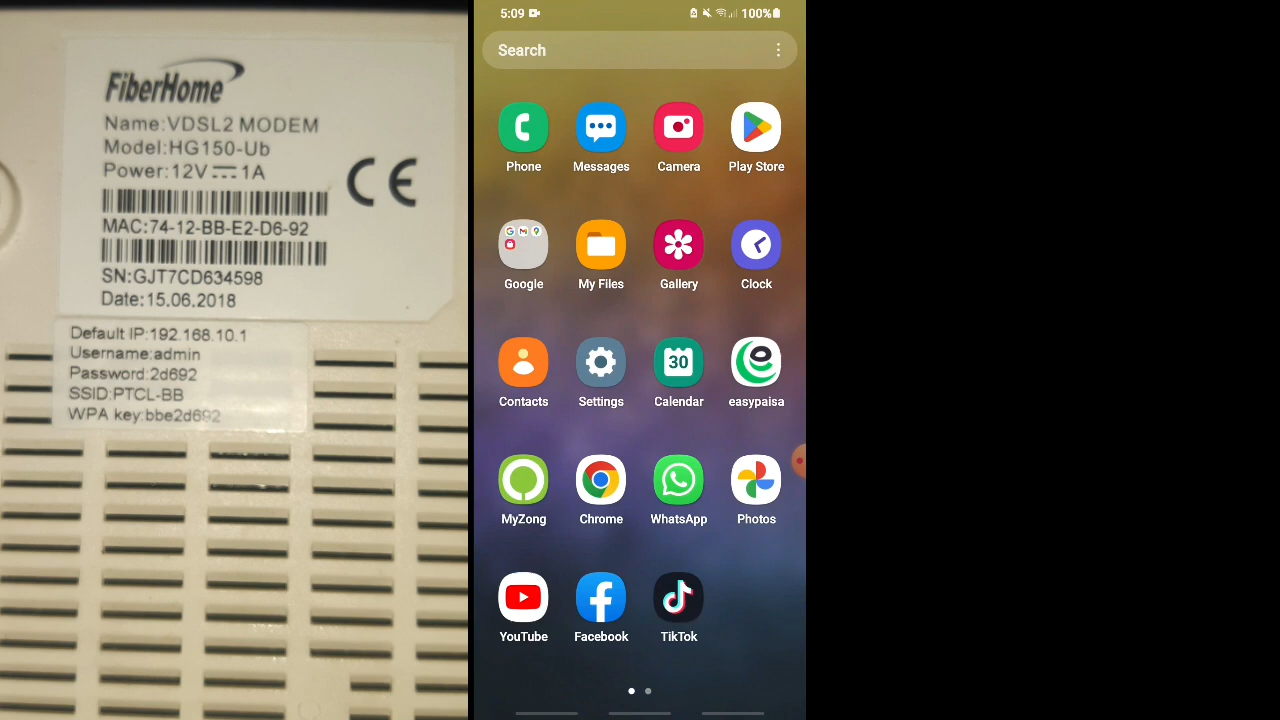 FiberHome
Name:VDSL2 MODEM
Model:HG150-Ub
Power:12V⎓1A
CE
MAC:74-12-BB-E2-D6-92
SN:GJT7CD634598
Date:15.06.2018
Default IP:192.168.10.1
Username:admin
Password:2d692
SSID:PTCL-BB
WPA key:bbe2d692
5:09
100%
Search
Phone
Messages
Camera
Play Store
Google
My Files
Gallery
Clock
Contacts
Settings
30
Calendar
easypaisa
MyZong
Chrome
WhatsApp
Photos
YouTube
Facebook
TikTok